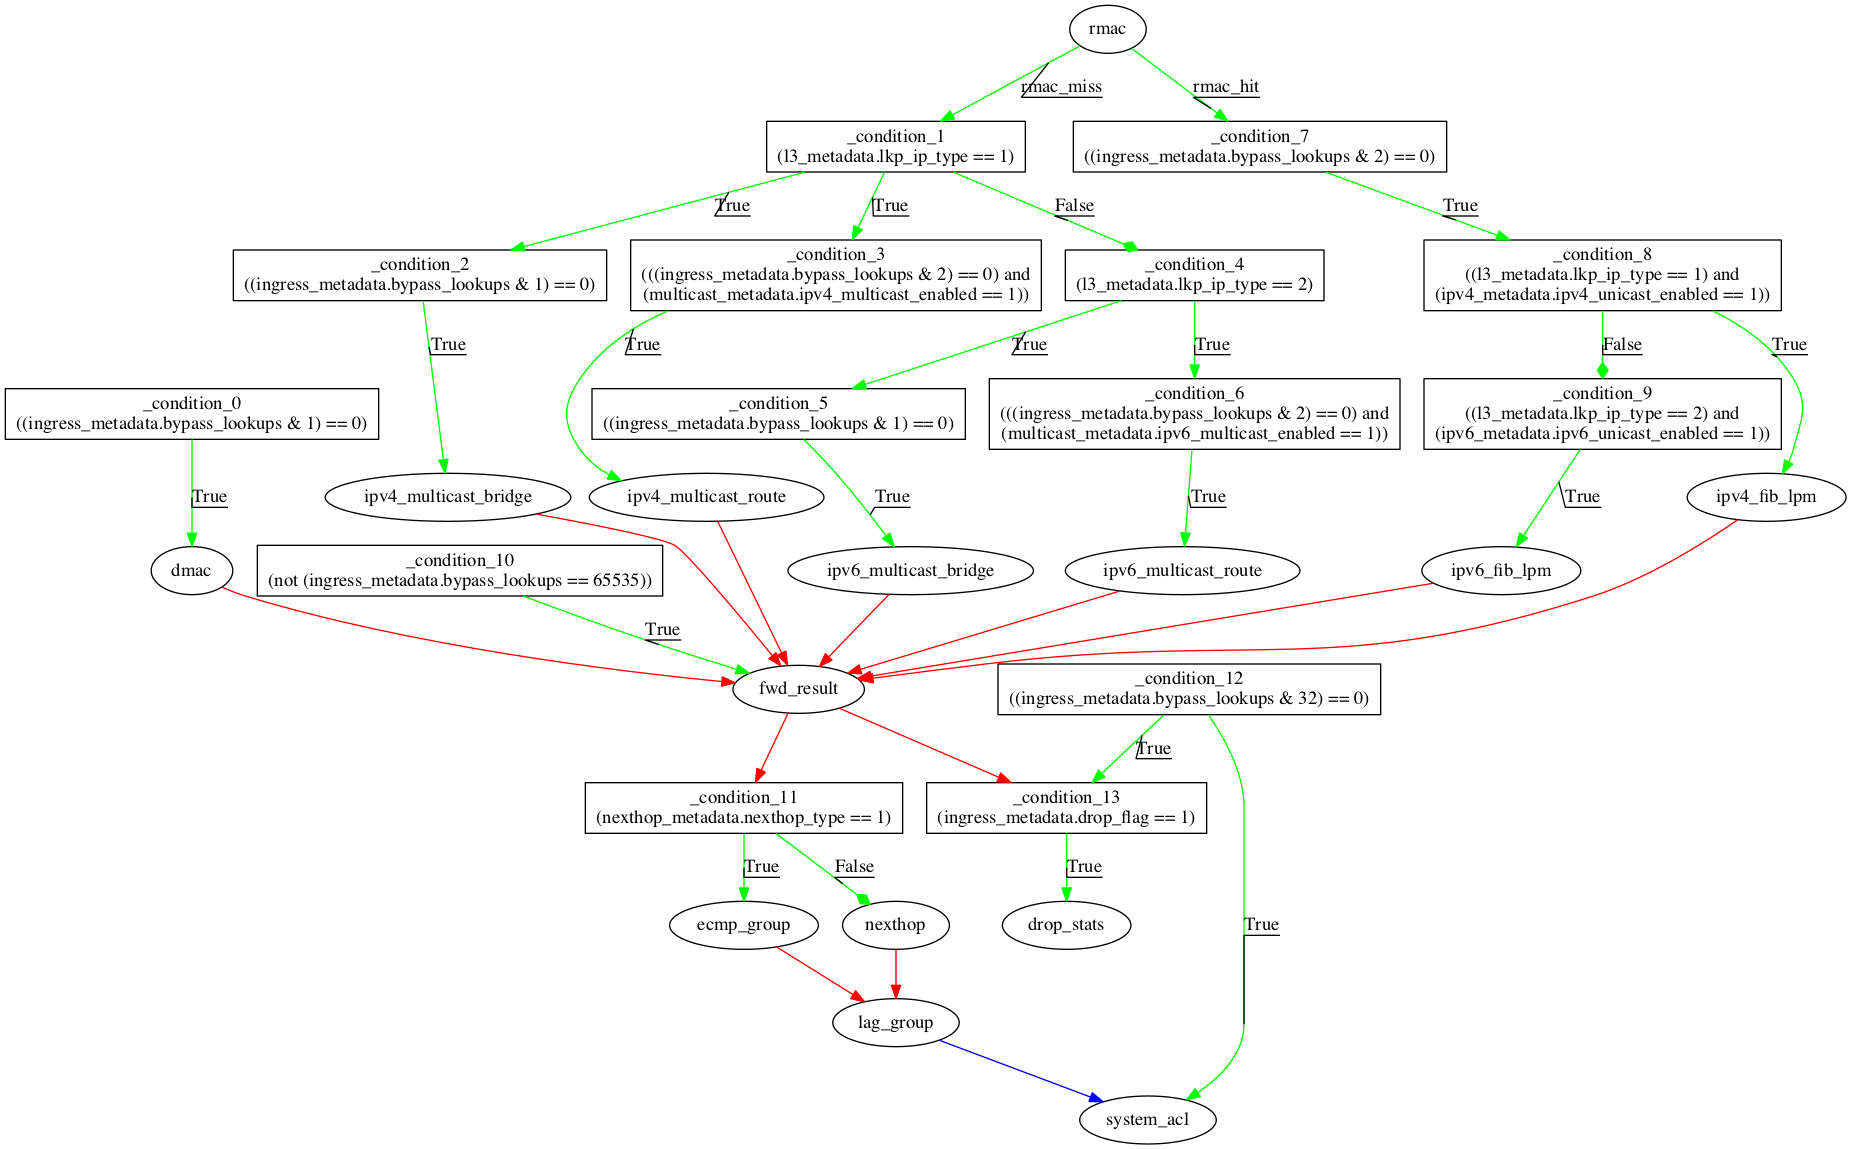 rmac
rmac_miss
rmac_hit
_condition_1
(l3_metadata.lkp_ip_type == 1)
_condition_7
((ingress_metadata.bypass_lookups & 2) == 0)
True
True
False
True
_condition_2
((ingress_metadata.bypass_lookups & 1) == 0)
_condition_3
(((ingress_metadata.bypass_lookups & 2) == 0) and
(multicast_metadata.ipv4_multicast_enabled == 1))
_condition_4
(l3_metadata.lkp_ip_type == 2)
_condition_8
((l3_metadata.lkp_ip_type == 1) and
(ipv4_metadata.ipv4_unicast_enabled == 1))
True
True
True
True
False
True
_condition_0
((ingress_metadata.bypass_lookups & 1) == 0)
_condition_5
((ingress_metadata.bypass_lookups & 1) == 0)
_condition_6
(((ingress_metadata.bypass_lookups & 2) == 0) and
(multicast_metadata.ipv6_multicast_enabled == 1))
_condition_9
((l3_metadata.lkp_ip_type == 2) and
(ipv6_metadata.ipv6_unicast_enabled == 1))
True
ipv4_multicast_bridge
ipv4_multicast_route
True
True
True
ipv4_fib_lpm
dmac
_condition_10
(not (ingress_metadata.bypass_lookups == 65535))
ipv6_multicast_bridge
ipv6_multicast_route
ipv6_fib_lpm
True
fwd_result
_condition_12
((ingress_metadata.bypass_lookups & 32) == 0)
True
_condition_11
(nexthop_metadata.nexthop_type == 1)
_condition_13
(ingress_metadata.drop_flag == 1)
True
False
True
ecmp_group
nexthop
drop_stats
True
lag_group
system_acl